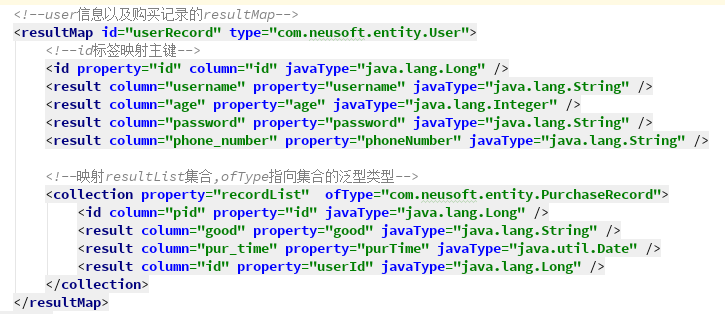 <!--user信息以及购买记录的resultMap-->
<resultMap id="userRecord" type="com.neusoft.entity.User">
<!--id标签映射主键-->
<id property="id" column="id" javaType="java.lang.Long" />
<result column="username" property="username" javaType="java.lang.String" />
<result column="age" property="age" javaType="java.lang.Integer" />
<result column="password" property="password" javaType="java.lang.String" />
<result column="phone_number" property="phoneNumber" javaType="java.lang.String" />
<!--映射resultList集合,ofType指向集合的泛型类型-->
<collection property="recordList"  ofType="com.neusoft.entity.PurchaseRecord">
<id column="pid" property="id" javaType="java.lang.Long" />
<result column="good" property="good" javaType="java.lang.String" />
<result column="pur_time" property="purTime" javaType="java.util.Date" />
<result column="id" property="userId" javaType="java.lang.Long" />
</collection>
</resultMap>